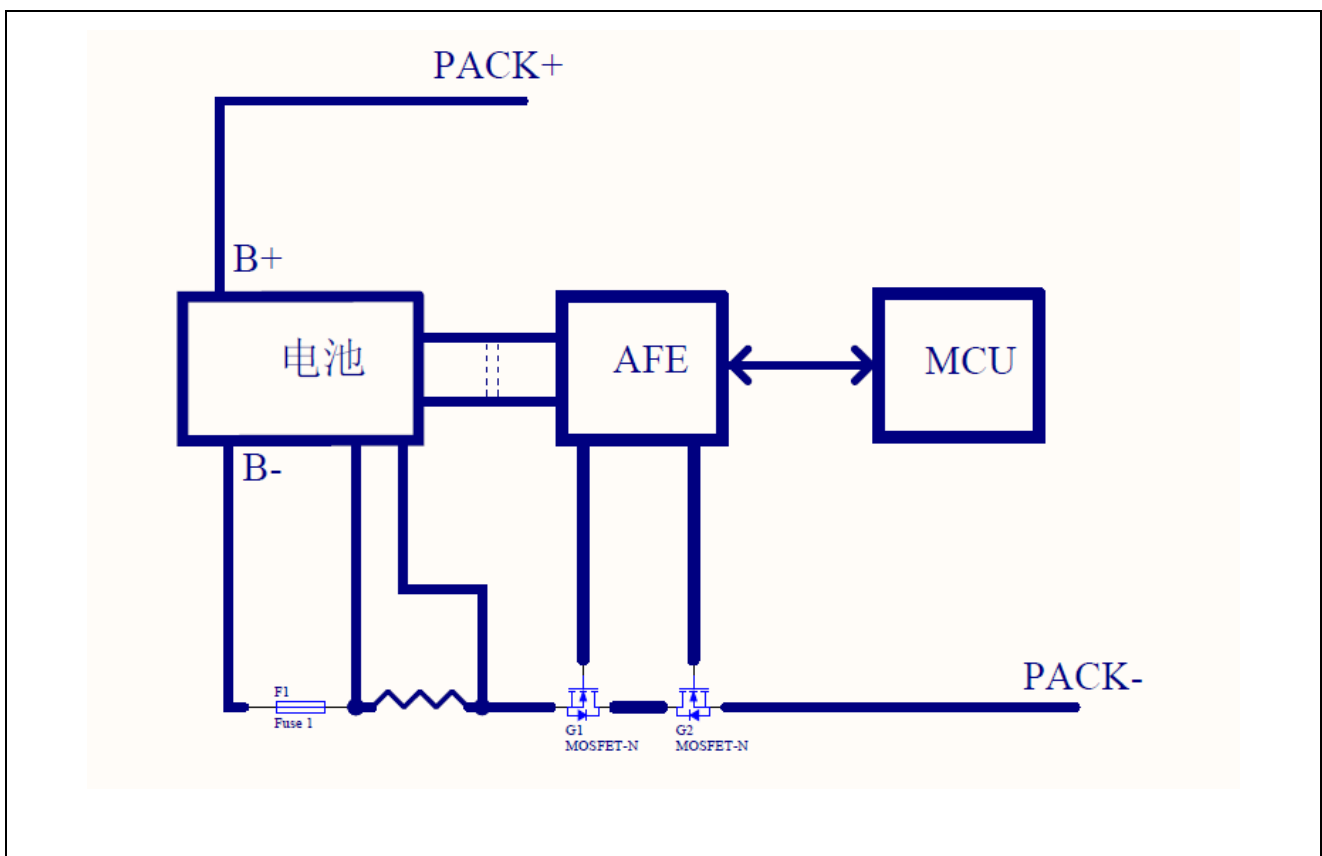 PACK+
B+
电池
AFE
MCU
B-
PACK-
F1
Fuse 1
G1
MOSFET-N
G2
MOSFET-N